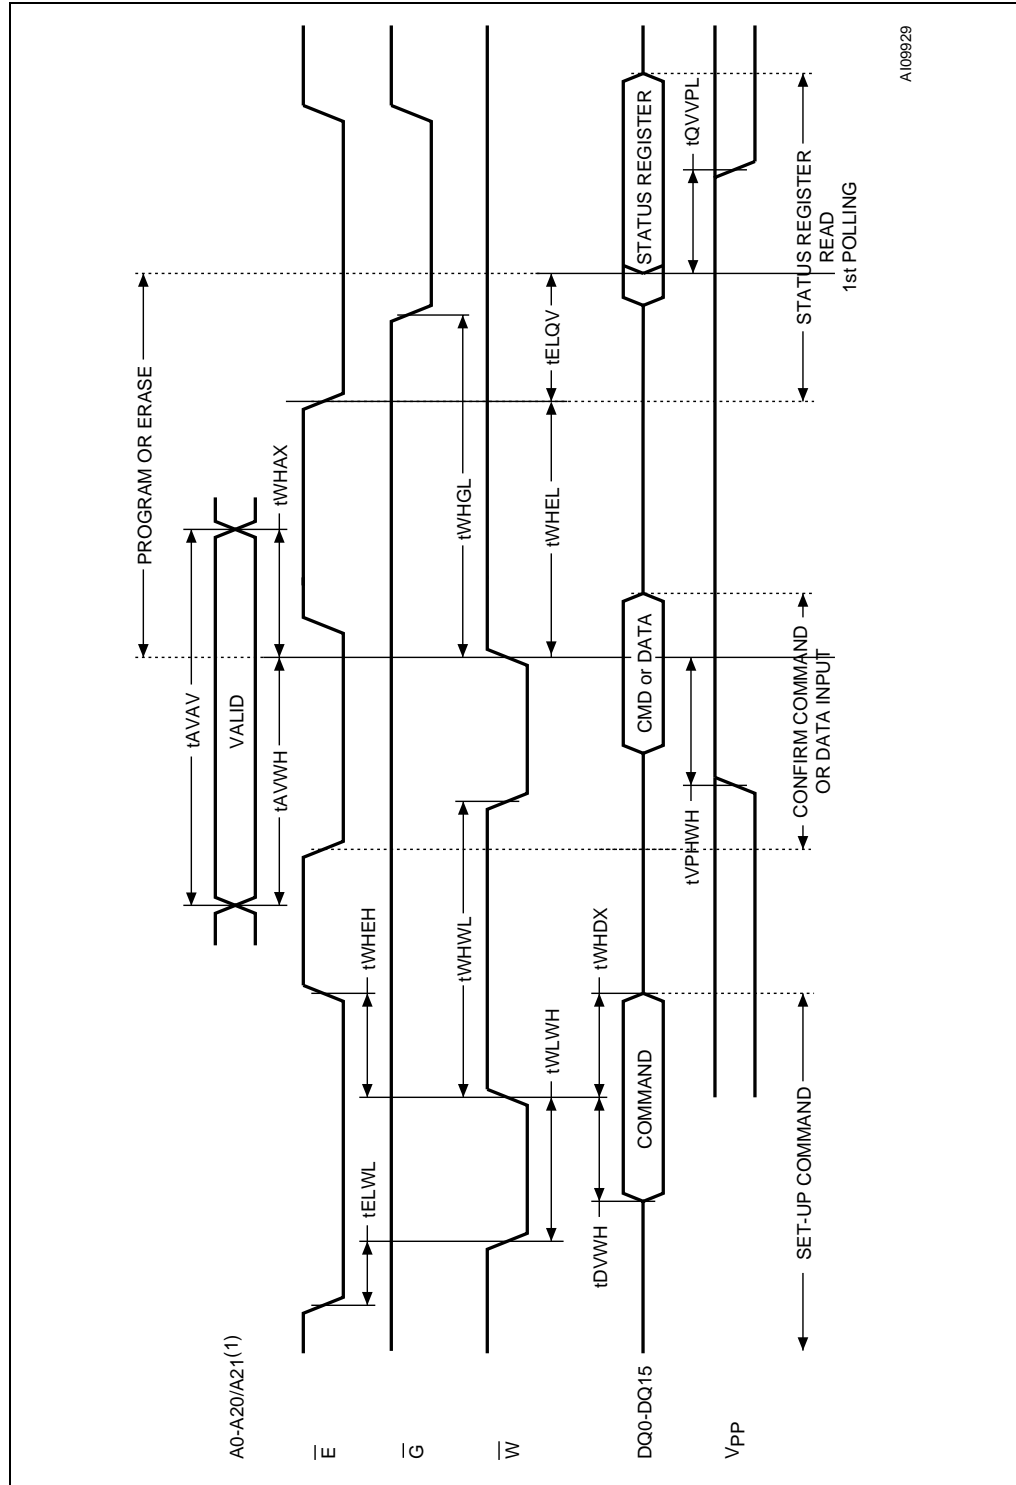 PROGRAM OR ERASE
tAVAV
A0-A20/A21(1)
VALID
tAVWH
tWHAX
E
tELWL
tWHEH
G
tWHWL
tWHGL
W
tWLWH
tWHEL
tELQV
tDVWH
tWHDX
DQ0-DQ15
COMMAND
CMD or DATA
STATUS REGISTER
tVPHWH
tQVVPL
VPP
SET-UP COMMAND
CONFIRM COMMAND
OR DATA INPUT
STATUS REGISTER
READ
1st POLLING
AI09929